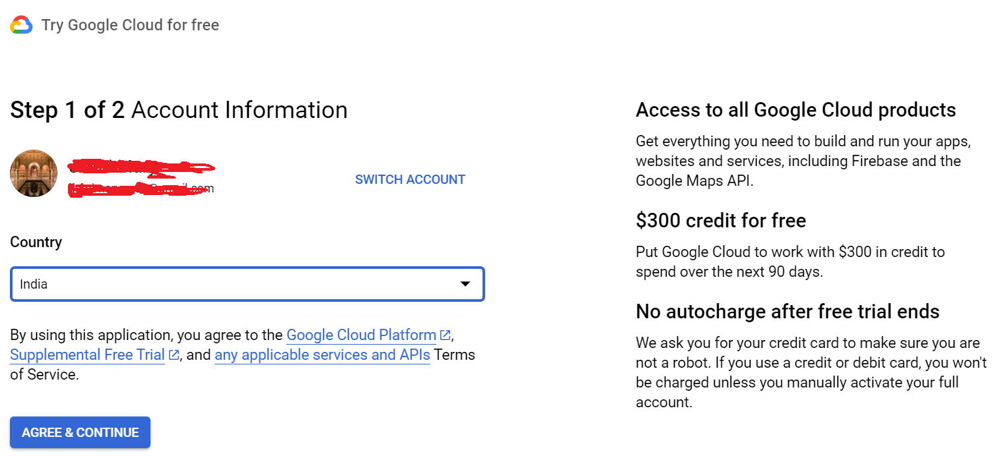 Try Google Cloud for free
Step 1 of 2 Account Information
SWITCH ACCOUNT
Country
India
By using this application, you agree to the Google Cloud Platform,
Supplemental Free Trial, and any applicable services and APIs Terms
of Service.
AGREE & CONTINUE
Access to all Google Cloud products
Get everything you need to build and run your apps,
websites and services, including Firebase and the
Google Maps API.
$300 credit for free
Put Google Cloud to work with $300 in credit to
spend over the next 90 days.
No autocharge after free trial ends
We ask you for your credit card to make sure you are
not a robot. If you use a credit or debit card, you won't
be charged unless you manually activate your full
account.